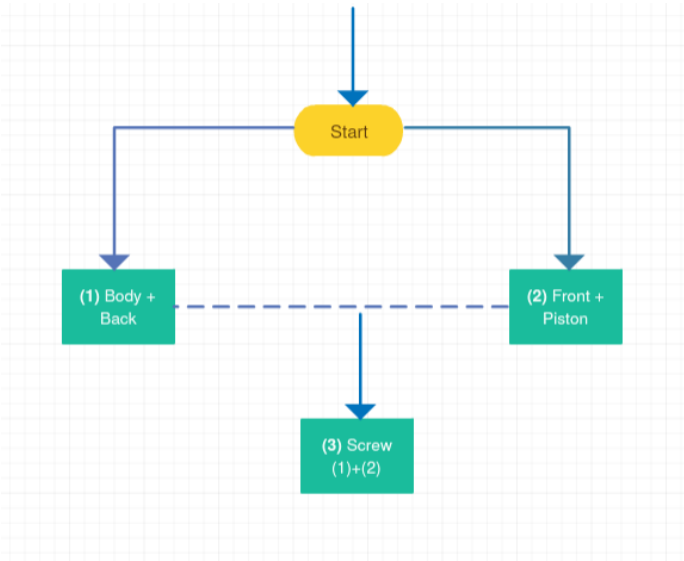 Start
(1) Body +
Back
(2) Front +
Piston
(3) Screw
(1)+(2)